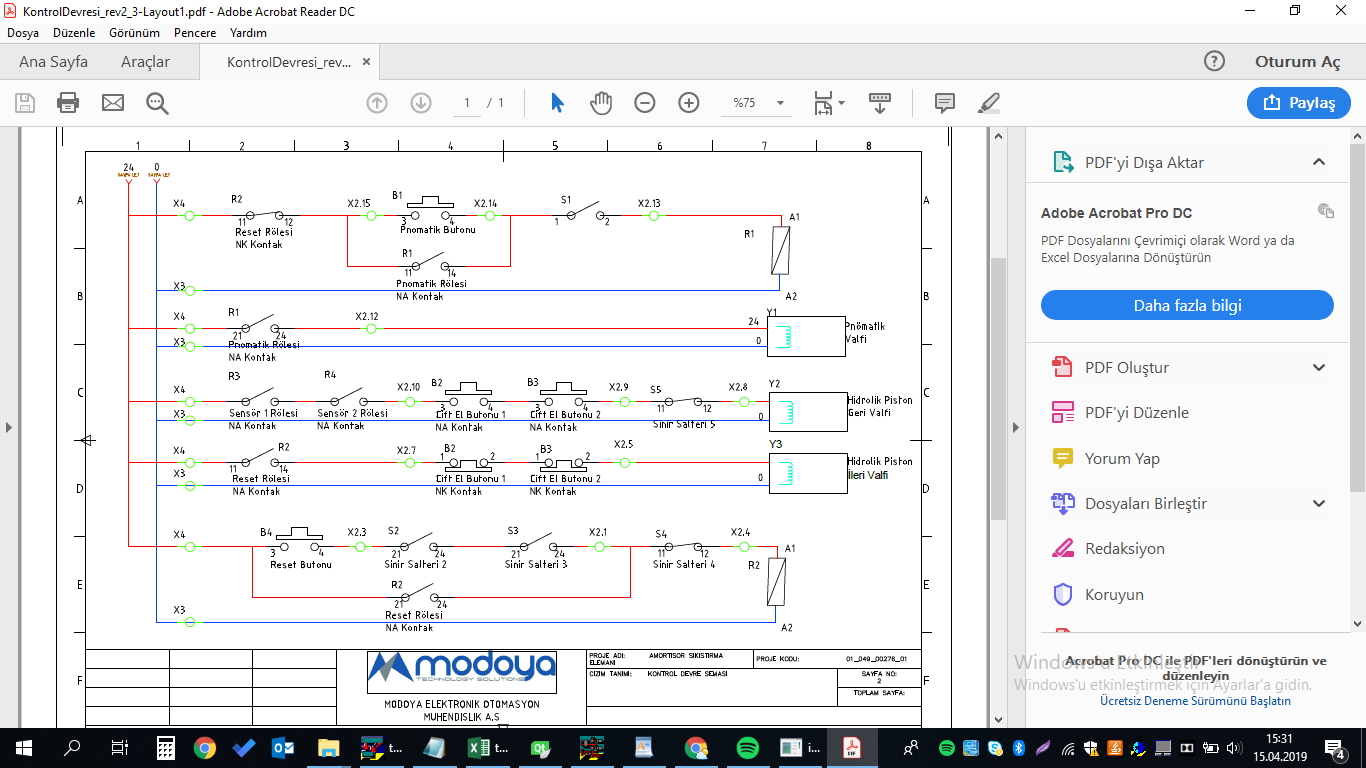 KontrolDevresi_rev2_3-Layout1.pdf - Adobe Acrobat Reader DC
Dosya Düzenle Görünüm Pencere Yardım
Ana Sayfa Araçlar KontrolDevresi_rev... × Oturum Aç
1 / 1 %75 Paylaş
1 2 3 4 5 6 7 8
24 0
A A
X4 R2 X2.15 B1 X2.14 S1 X2.13 A1
11 12 3 4 1 2
Reset Rölesi Pnomatik Butonu R1
NK Kontak
R1
11 14
Pnomatik Rölesi
NA Kontak
B B
X3 A2
X4 R1 X2.12 Y1
21 24 24 Pnömatik
X3 Pnomatik Rölesi 0 Valfi
NA Kontak
C C
R3 R4 B2 B3 Y2
X4 X2.10 X2.9 S5 X2.8
3 4 3 4 11 12 Hidrolik Piston
X3 Sensör 1 Rölesi Sensör 2 Rölesi Çift El Butonu 1 Çift El Butonu 2 0 Geri Valfi
NA Kontak NA Kontak NA Kontak NA Kontak Sinir Salteri 5
X4 R2 X2.7 B2 B3 X2.5 Y3
11 14 1 2 1 2 Hidrolik Piston
X3 Reset Rölesi Çift El Butonu 1 Çift El Butonu 2 0 İleri Valfi
NA Kontak NK Kontak NK Kontak
D D
X4 B4 X2.3 S2 S3 X2.1 S4 X2.4 A1
3 4 21 24 21 24 11 12
Reset Butonu Sinir Salteri 2 Sinir Salteri 3 Sinir Salteri 4 R2
E E
R2
21 24
X3 Reset Rölesi
NA Kontak A2
F F
modoya
TECHNOLOGY SOLUTIONS
MODOYA ELEKTRONIK OTOMASYON
MUHENDISLIK A.S
PROJE ADI: AMORTISOR SIKISTIRMA
ELEMANI
PROJE KODU: 01_049_00276_01
CIZIM TANIMI: KONTROL DEVRE SEMASI
SAYFA NO:
2
TOPLAM SAYFA:
PDF'yi Dışa Aktar
Adobe Acrobat Pro DC
PDF Dosyalarını Çevrimiçi olarak Word ya da
Excel Dosyalarına Dönüştürün
Daha fazla bilgi
PDF Oluştur
PDF'yi Düzenle
Yorum Yap
Dosyaları Birleştir
Redaksiyon
Koruyun
Windows'u Etkinleştir
Windows'u etkinleştirmek için Ayarlar'a gidin.
Acrobat Pro DC ile PDF'leri dönüştürün ve
düzenleyin
Ücretsiz Deneme Sürümünü Başlatın
t... t... t... i...
15:31
15.04.2019
4